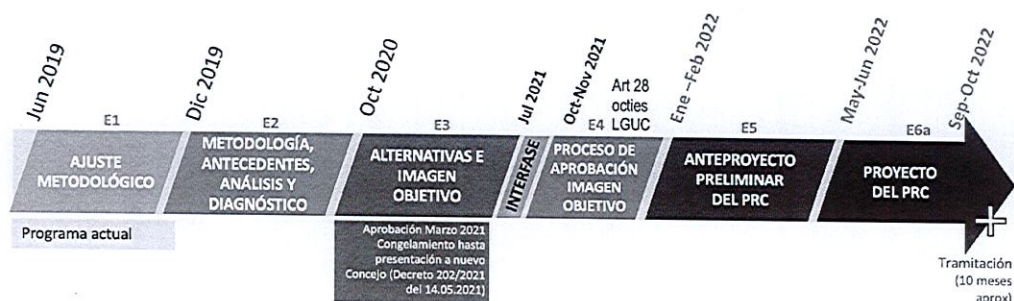 Jun 2019
Dic 2019
Oct 2020
Jul 2021
Oct-Nov 2021
Art 28
octies
LGUC
Ene –Feb 2022
May-Jun 2022
Sep-Oct 2022
E1
E2
E3
E4
E5
E6a
AJUSTE
METODOLÓGICO
METODOLOGÍA,
ANTECEDENTES,
ANÁLISIS Y
DIAGNÓSTICO
ALTERNATIVAS E
IMAGEN
OBJETIVO
INTERFASE
PROCESO DE
APROBACIÓN
IMAGEN
OBJETIVO
ANTEPROYECTO
PRELIMINAR
DEL PRC
PROYECTO
DEL PRC
Programa actual
Aprobación Marzo 2021
Congelamiento hasta
presentación a nuevo
Concejo (Decreto 202/2021
del 14.05.2021)
Tramitación
(10 meses
aprox)